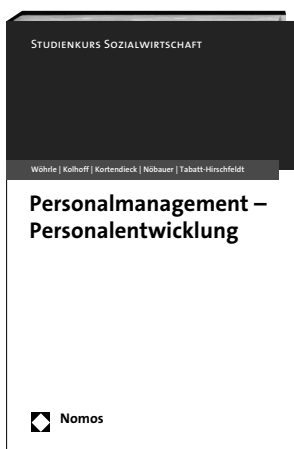 Studienkurs Sozialwirtschaft
Wöhrle | Kolhoff | Kortendieck | Nöbauer | Tabatt-Hirschfeldt
Personalmanagement –
Personalentwicklung
Nomos